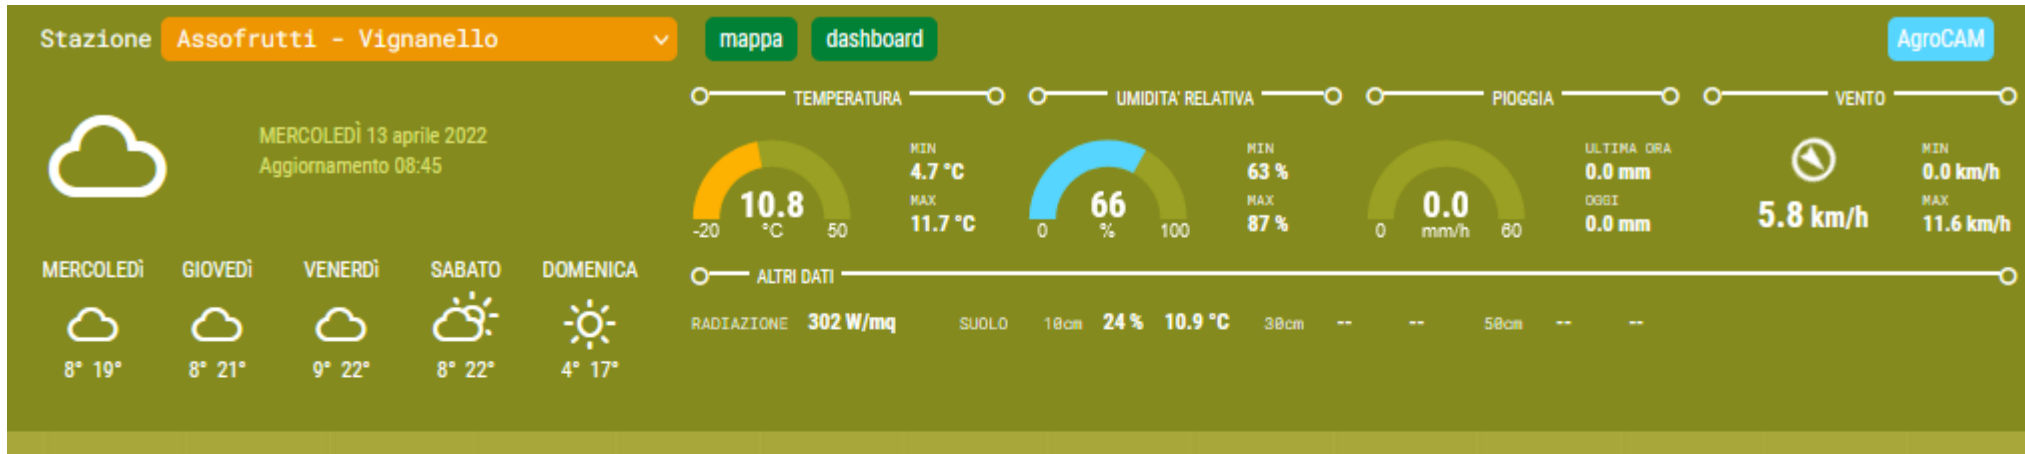 Stazione Assofrutti - Vignanello mappa dashboard AgroCAM
MERCOLEDÌ 13 aprile 2022
Aggiornamento 08:45
MERCOLEDÌ GIOVEDÌ VENERDÌ SABATO DOMENICA
8° 19° 8° 21° 9° 22° 8° 22° 4° 17°
TEMPERATURA
10.8
°C
-20 50
MIN
4.7 °C
MAX
11.7 °C
UMIDITA' RELATIVA
66
%
0 100
MIN
63 %
MAX
87 %
PIOGGIA
0.0
mm/h
0 60
ULTIMA ORA
0.0 mm
OGGI
0.0 mm
VENTO
5.8 km/h
MIN
0.0 km/h
MAX
11.6 km/h
ALTRI DATI
RADIAZIONE 302 W/mq SUOLO 10cm 24 % 10.9 °C 30cm -- -- 50cm -- --